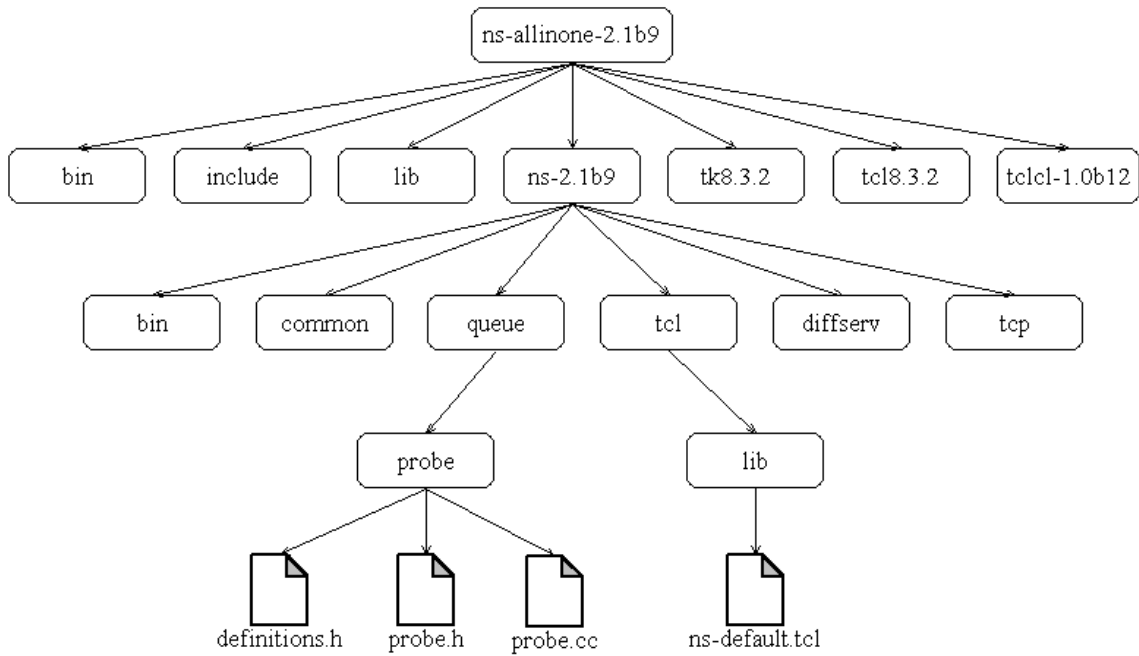 ns-allinone-2.1b9
bin
include
lib
ns-2.1b9
tk8.3.2
tcl8.3.2
tclcl-1.0b12
bin
common
queue
tcl
diffserv
tcp
probe
lib
definitions.h
probe.h
probe.cc
ns-default.tcl